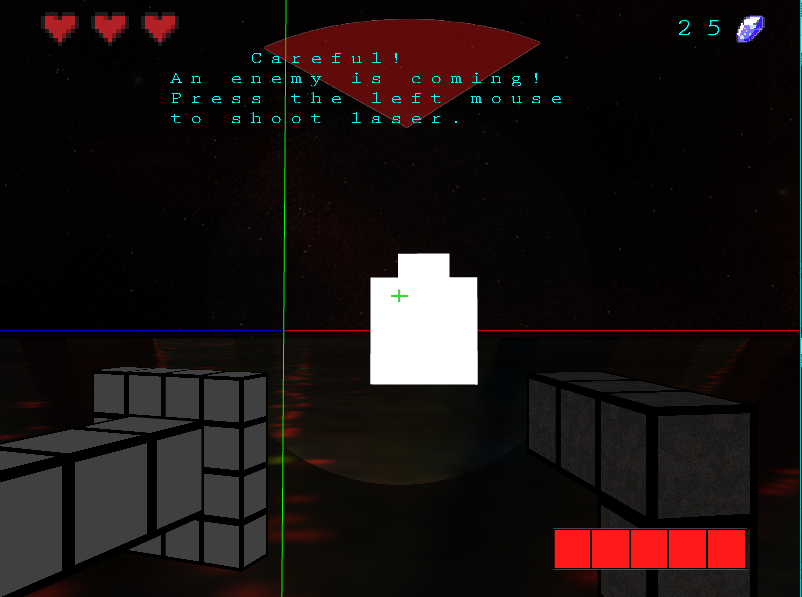 25
Careful!
An enemy is coming!
Press the left mouse
to shoot laser.